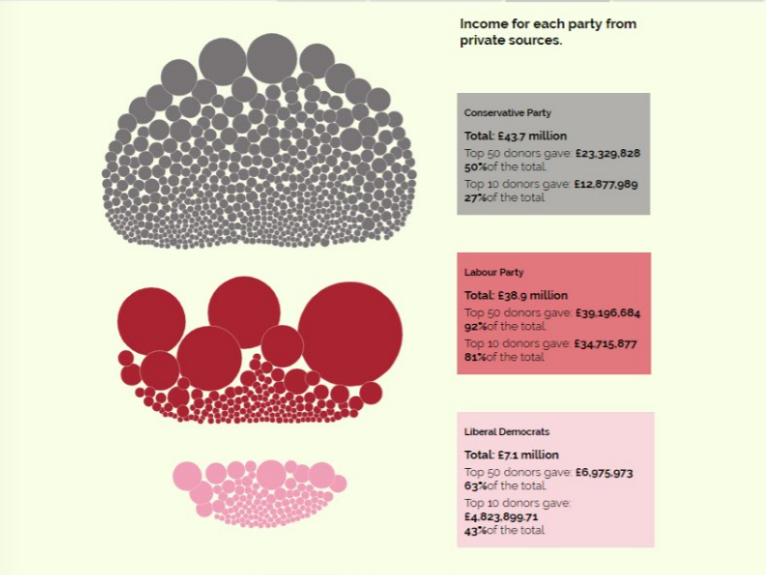 Income for each party from
private sources.
Conservative Party
Total: £43.7 million
Top 50 donors gave: £23,329,828
50%of the total.
Top 10 donors gave: £12,877,989
27%of the total
Labour Party
Total: £38.9 million
Top 50 donors gave: £39,196,684
92%of the total.
Top 10 donors gave: £34,715,877
81%of the total
Liberal Democrats
Total: £7.1 million
Top 50 donors gave: £6,975,973
63%of the total.
Top 10 donors gave:
£4,823,899.71
43%of the total